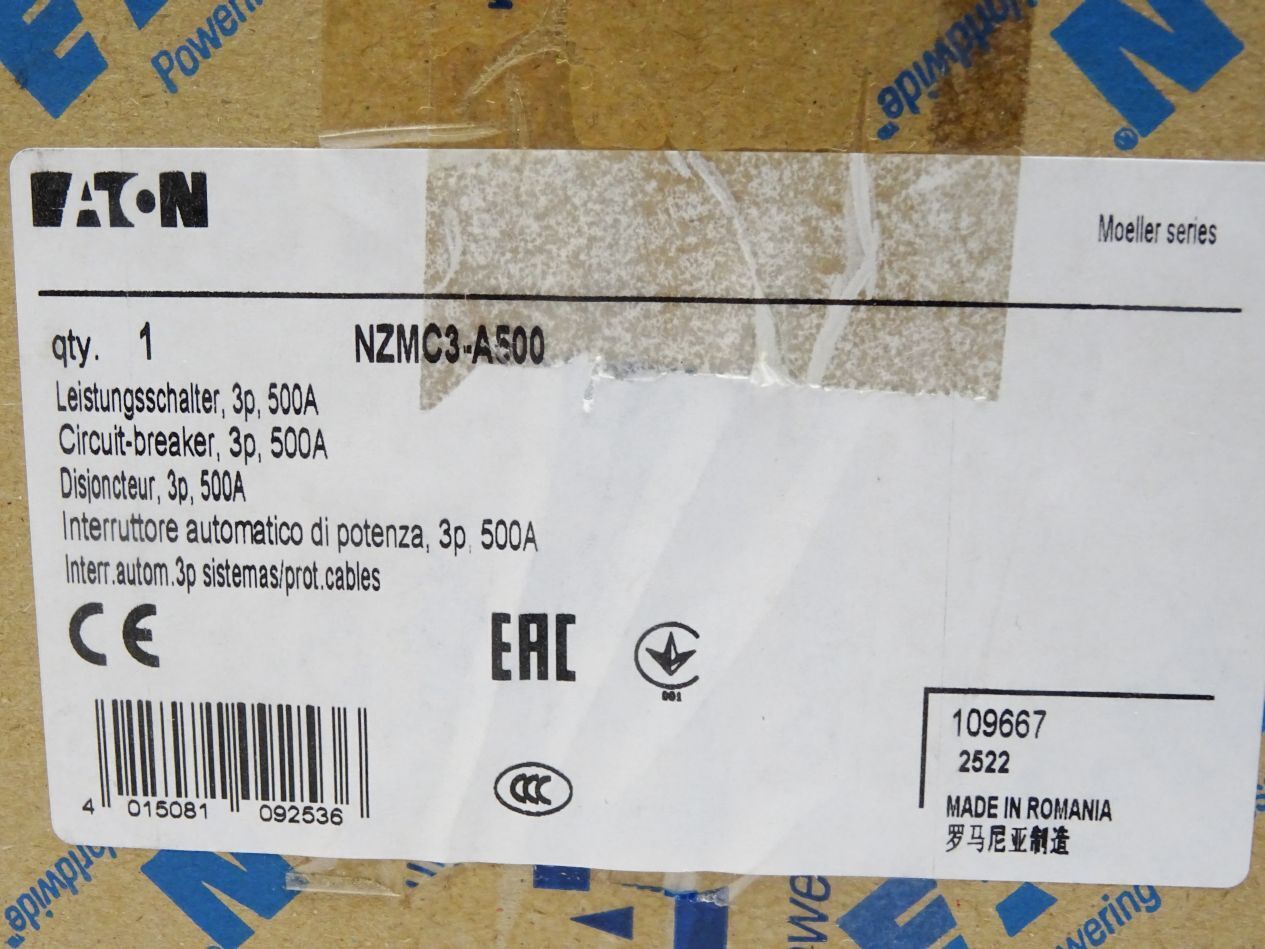 Powering
Worldwide
EATON
Moeller series
qty. 1 NZMC3-A500
Leistungsschalter, 3p, 500A
Circuit-breaker, 3p, 500A
Disjoncteur, 3p, 500A
Interruttore automatico di potenza, 3p, 500A
Interr.autom.3p sistemas/prot.cables
CE
EAC
001
CCC
4 015081 092536
109667
2522
MADE IN ROMANIA
罗马尼亚制造